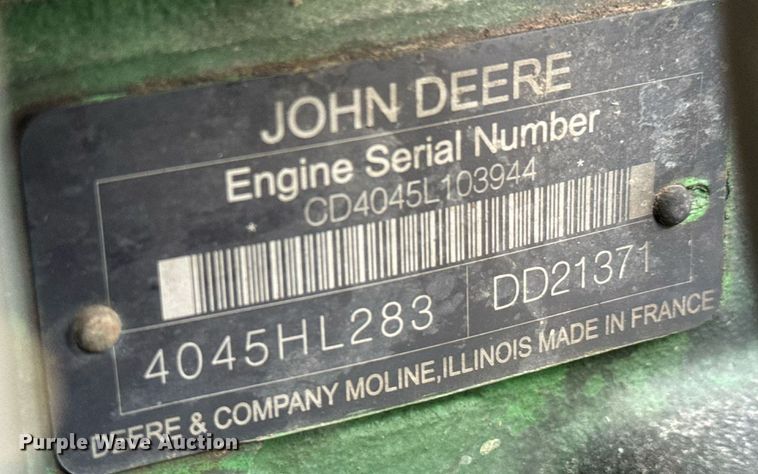 JOHN DEERE
Engine Serial Number
* CD4045L103944 *
4045HL283 DD21371
DEERE & COMPANY MOLINE,ILLINOIS MADE IN FRANCE
Purple Wave Auction